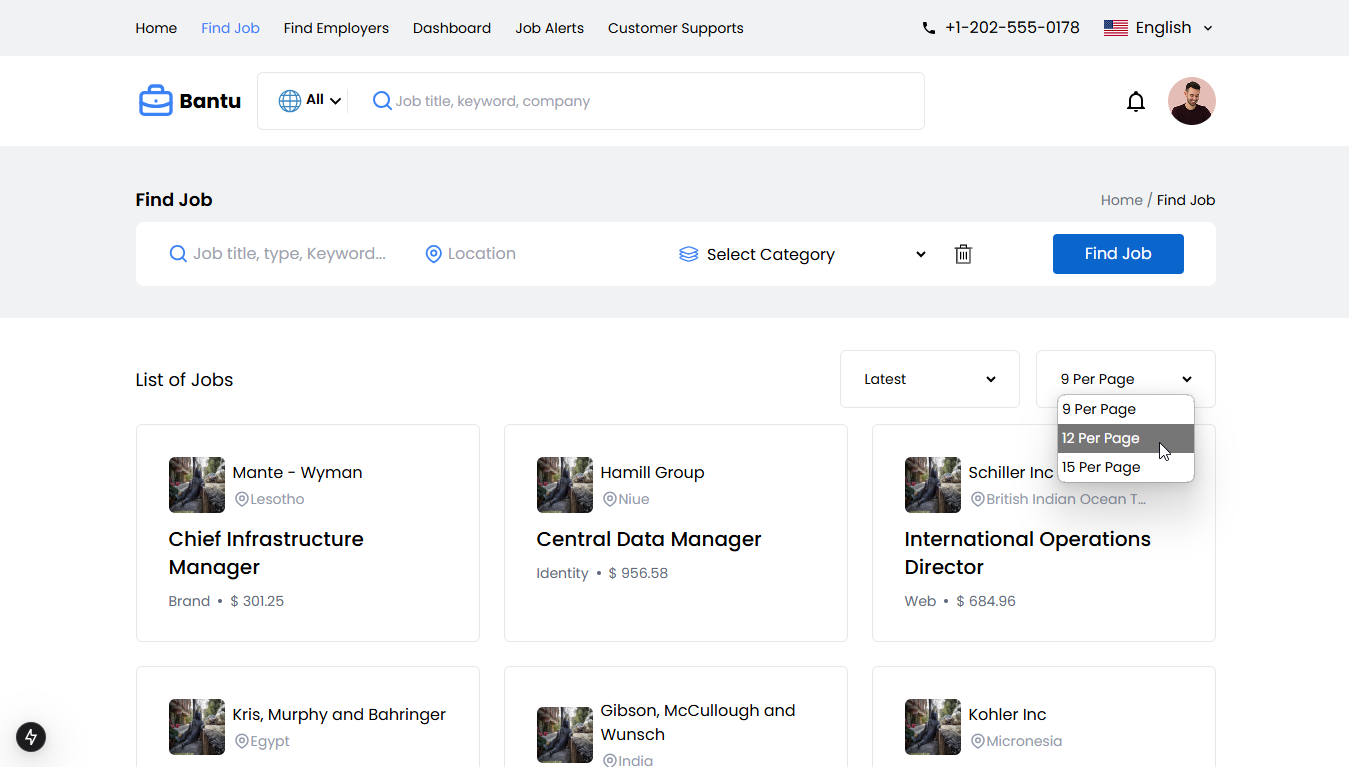 Home Find Job Find Employers Dashboard Job Alerts Customer Supports +1-202-555-0178 English
Bantu All Job title, keyword, company
Find Job Home / Find Job
Job title, type, Keyword... Location Select Category Find Job
List of Jobs Latest 9 Per Page
9 Per Page
12 Per Page
15 Per Page
Mante - Wyman
Lesotho
Chief Infrastructure
Manager
Brand • $ 301.25
Hamill Group
Niue
Central Data Manager
Identity • $ 956.58
Schiller Inc
British Indian Ocean T...
International Operations
Director
Web • $ 684.96
Kris, Murphy and Bahringer
Egypt
Gibson, McCullough and
Wunsch
India
Kohler Inc
Micronesia